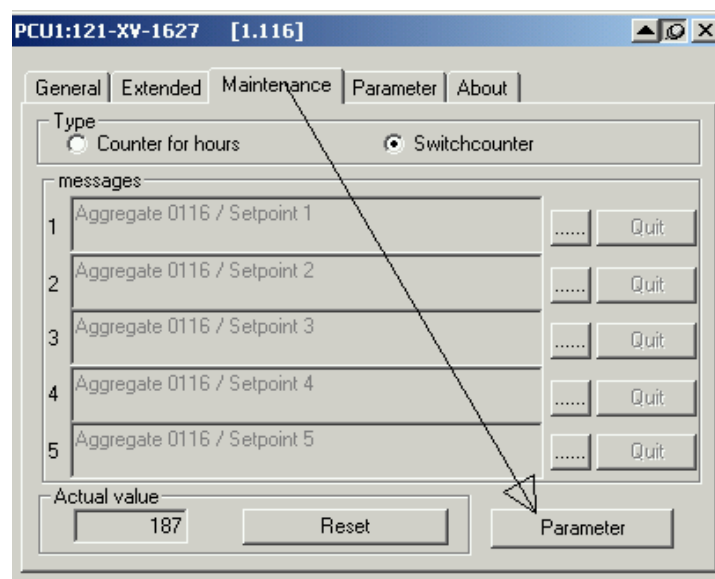 PCU1:121-XV-1627 [1.116]
General Extended Maintenance Parameter About
Type
Counter for hours Switchcounter
messages
1 Aggregate 0116 / Setpoint 1 ...... Quit
2 Aggregate 0116 / Setpoint 2 ...... Quit
3 Aggregate 0116 / Setpoint 3 ...... Quit
4 Aggregate 0116 / Setpoint 4 ...... Quit
5 Aggregate 0116 / Setpoint 5 ...... Quit
Actual value
187 Reset Parameter